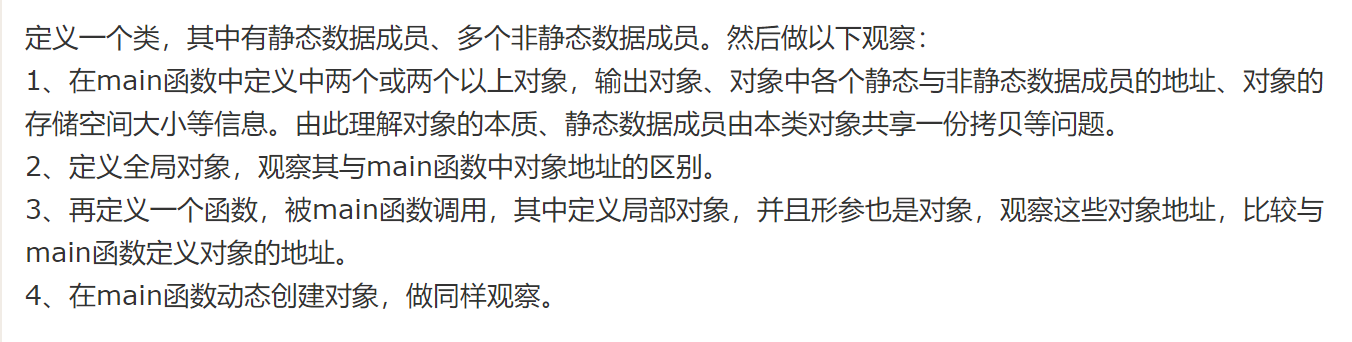 定义一个类，其中有静态数据成员、多个非静态数据成员。然后做以下观察：
1、在main函数中定义中两个或两个以上对象，输出对象、对象中各个静态与非静态数据成员的地址、对象的
存储空间大小等信息。由此理解对象的本质、静态数据成员由本类对象共享一份拷贝等问题。
2、定义全局对象，观察其与main函数中对象地址的区别。
3、再定义一个函数，被main函数调用，其中定义局部对象，并且形参也是对象，观察这些对象地址，比较与
main函数定义对象的地址。
4、在main函数动态创建对象，做同样观察。